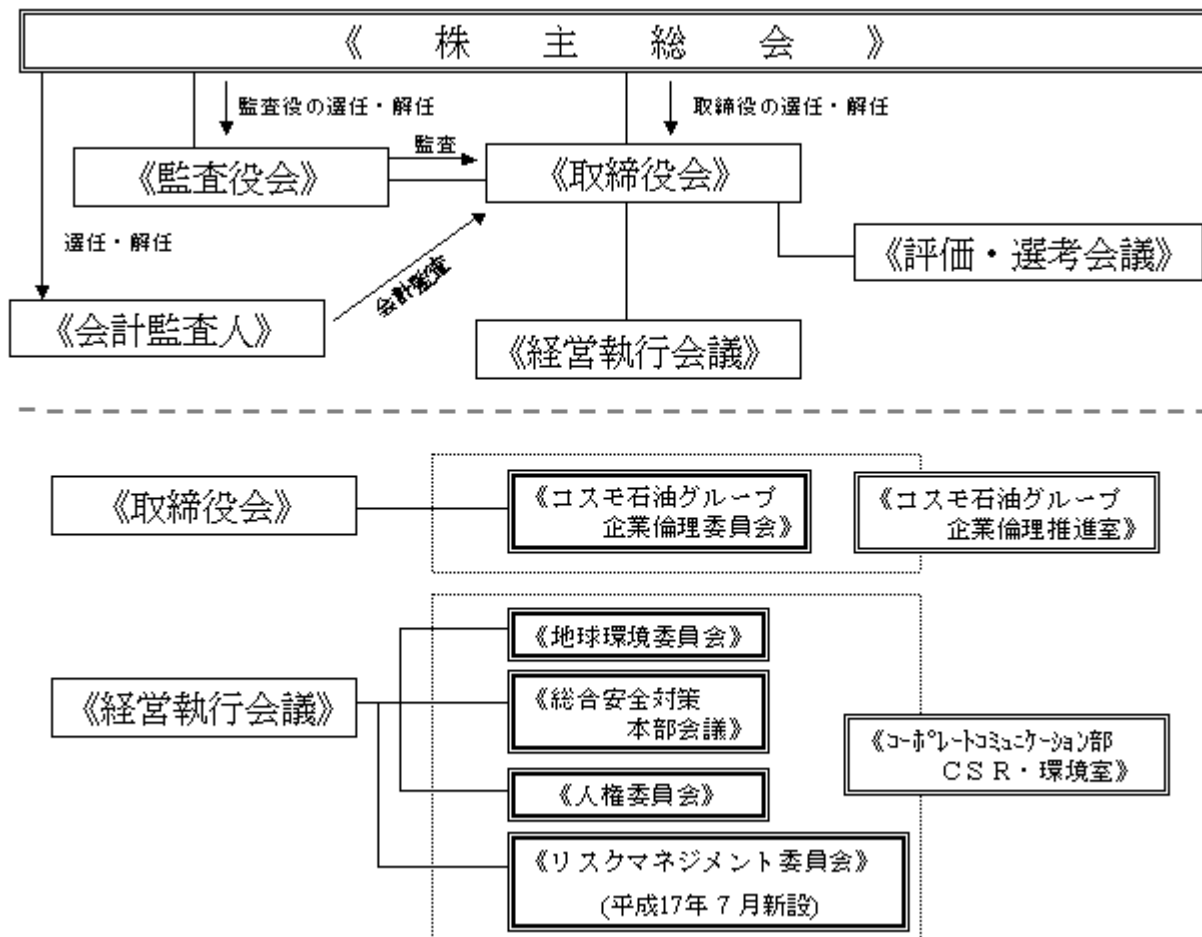 《 株 主 総 会 》
監査役の選任・解任
取締役の選任・解任
監査
《監査役会》
《取締役会》
選任・解任
《評価・選考会議》
会計監査
《会計監査人》
《経営執行会議》
《取締役会》
《コスモ石油グループ
企業倫理委員会》
《コスモ石油グループ
企業倫理推進室》
《地球環境委員会》
《経営執行会議》
《総合安全対策
本部会議》
《ｺｰﾎﾟﾚｰﾄｺﾐｭﾆｹｰｼｮﾝ部
ＣＳＲ・環境室》
《人権委員会》
《リスクマネジメント委員会》
(平成17年７月新設)